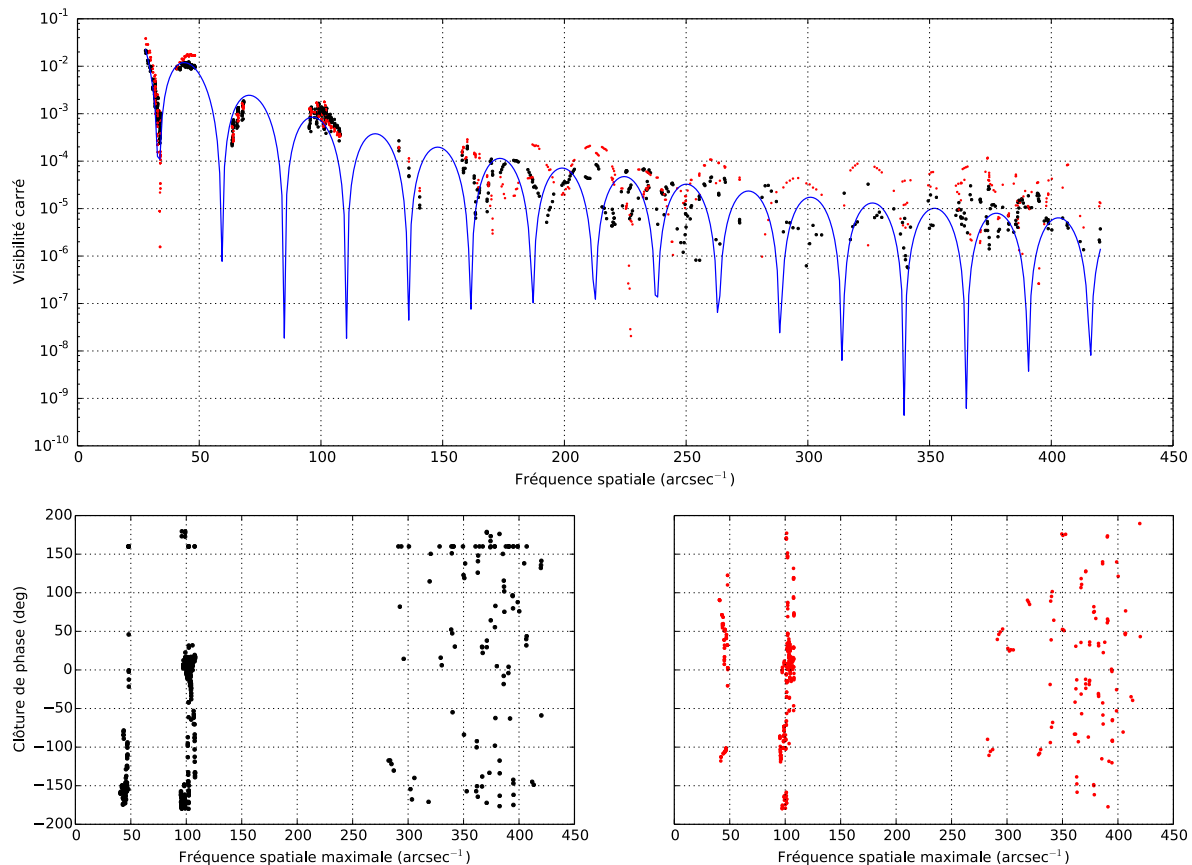 10⁻¹
10⁻²
10⁻³
10⁻⁴
10⁻⁵
10⁻⁶
10⁻⁷
10⁻⁸
10⁻⁹
10⁻¹⁰
Visibilité carré
0 50 100 150 200 250 300 350 400 450
Fréquence spatiale (arcsec⁻¹)
200
150
100
50
0
−50
−100
−150
−200
Clôture de phase (deg)
0 50 100 150 200 250 300 350 400 450
Fréquence spatiale maximale (arcsec⁻¹)
0 50 100 150 200 250 300 350 400 450
Fréquence spatiale maximale (arcsec⁻¹)